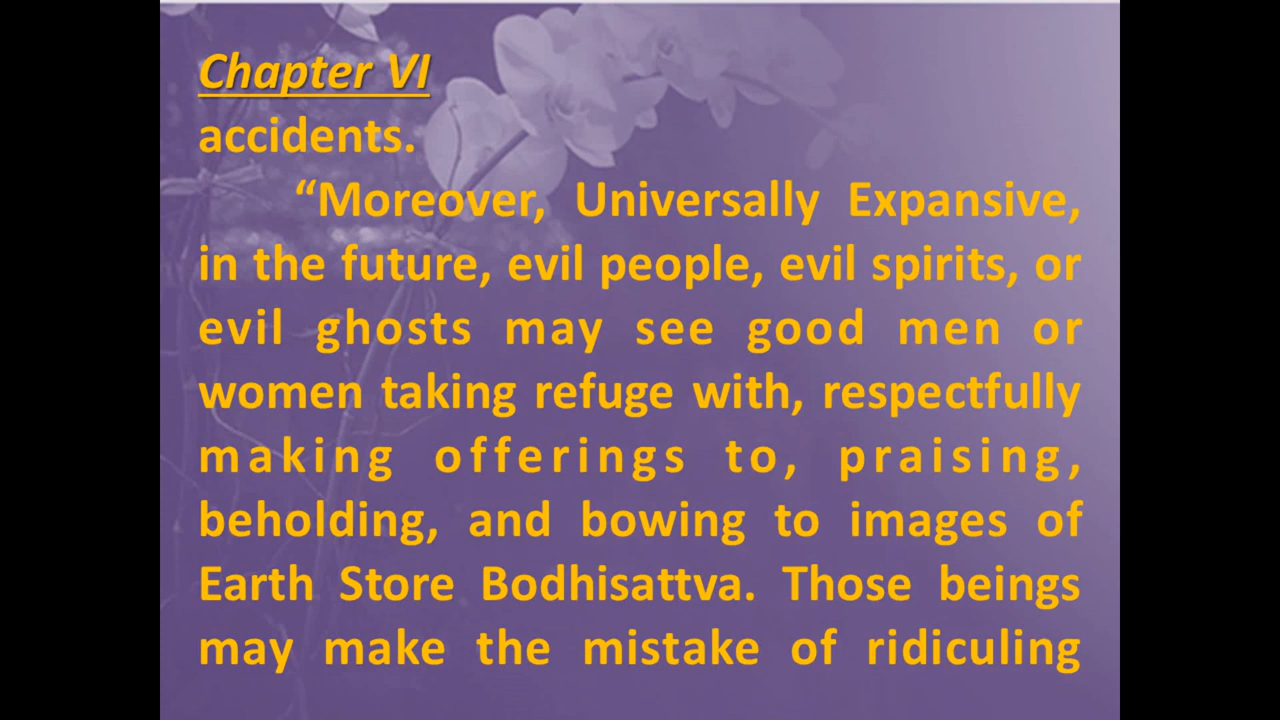 Chapter VI
accidents.
“Moreover, Universally Expansive,
in the future, evil people, evil spirits, or
evil ghosts may see good men or
women taking refuge with, respectfully
making offerings to, praising,
beholding, and bowing to images of
Earth Store Bodhisattva. Those beings
may make the mistake of ridiculing